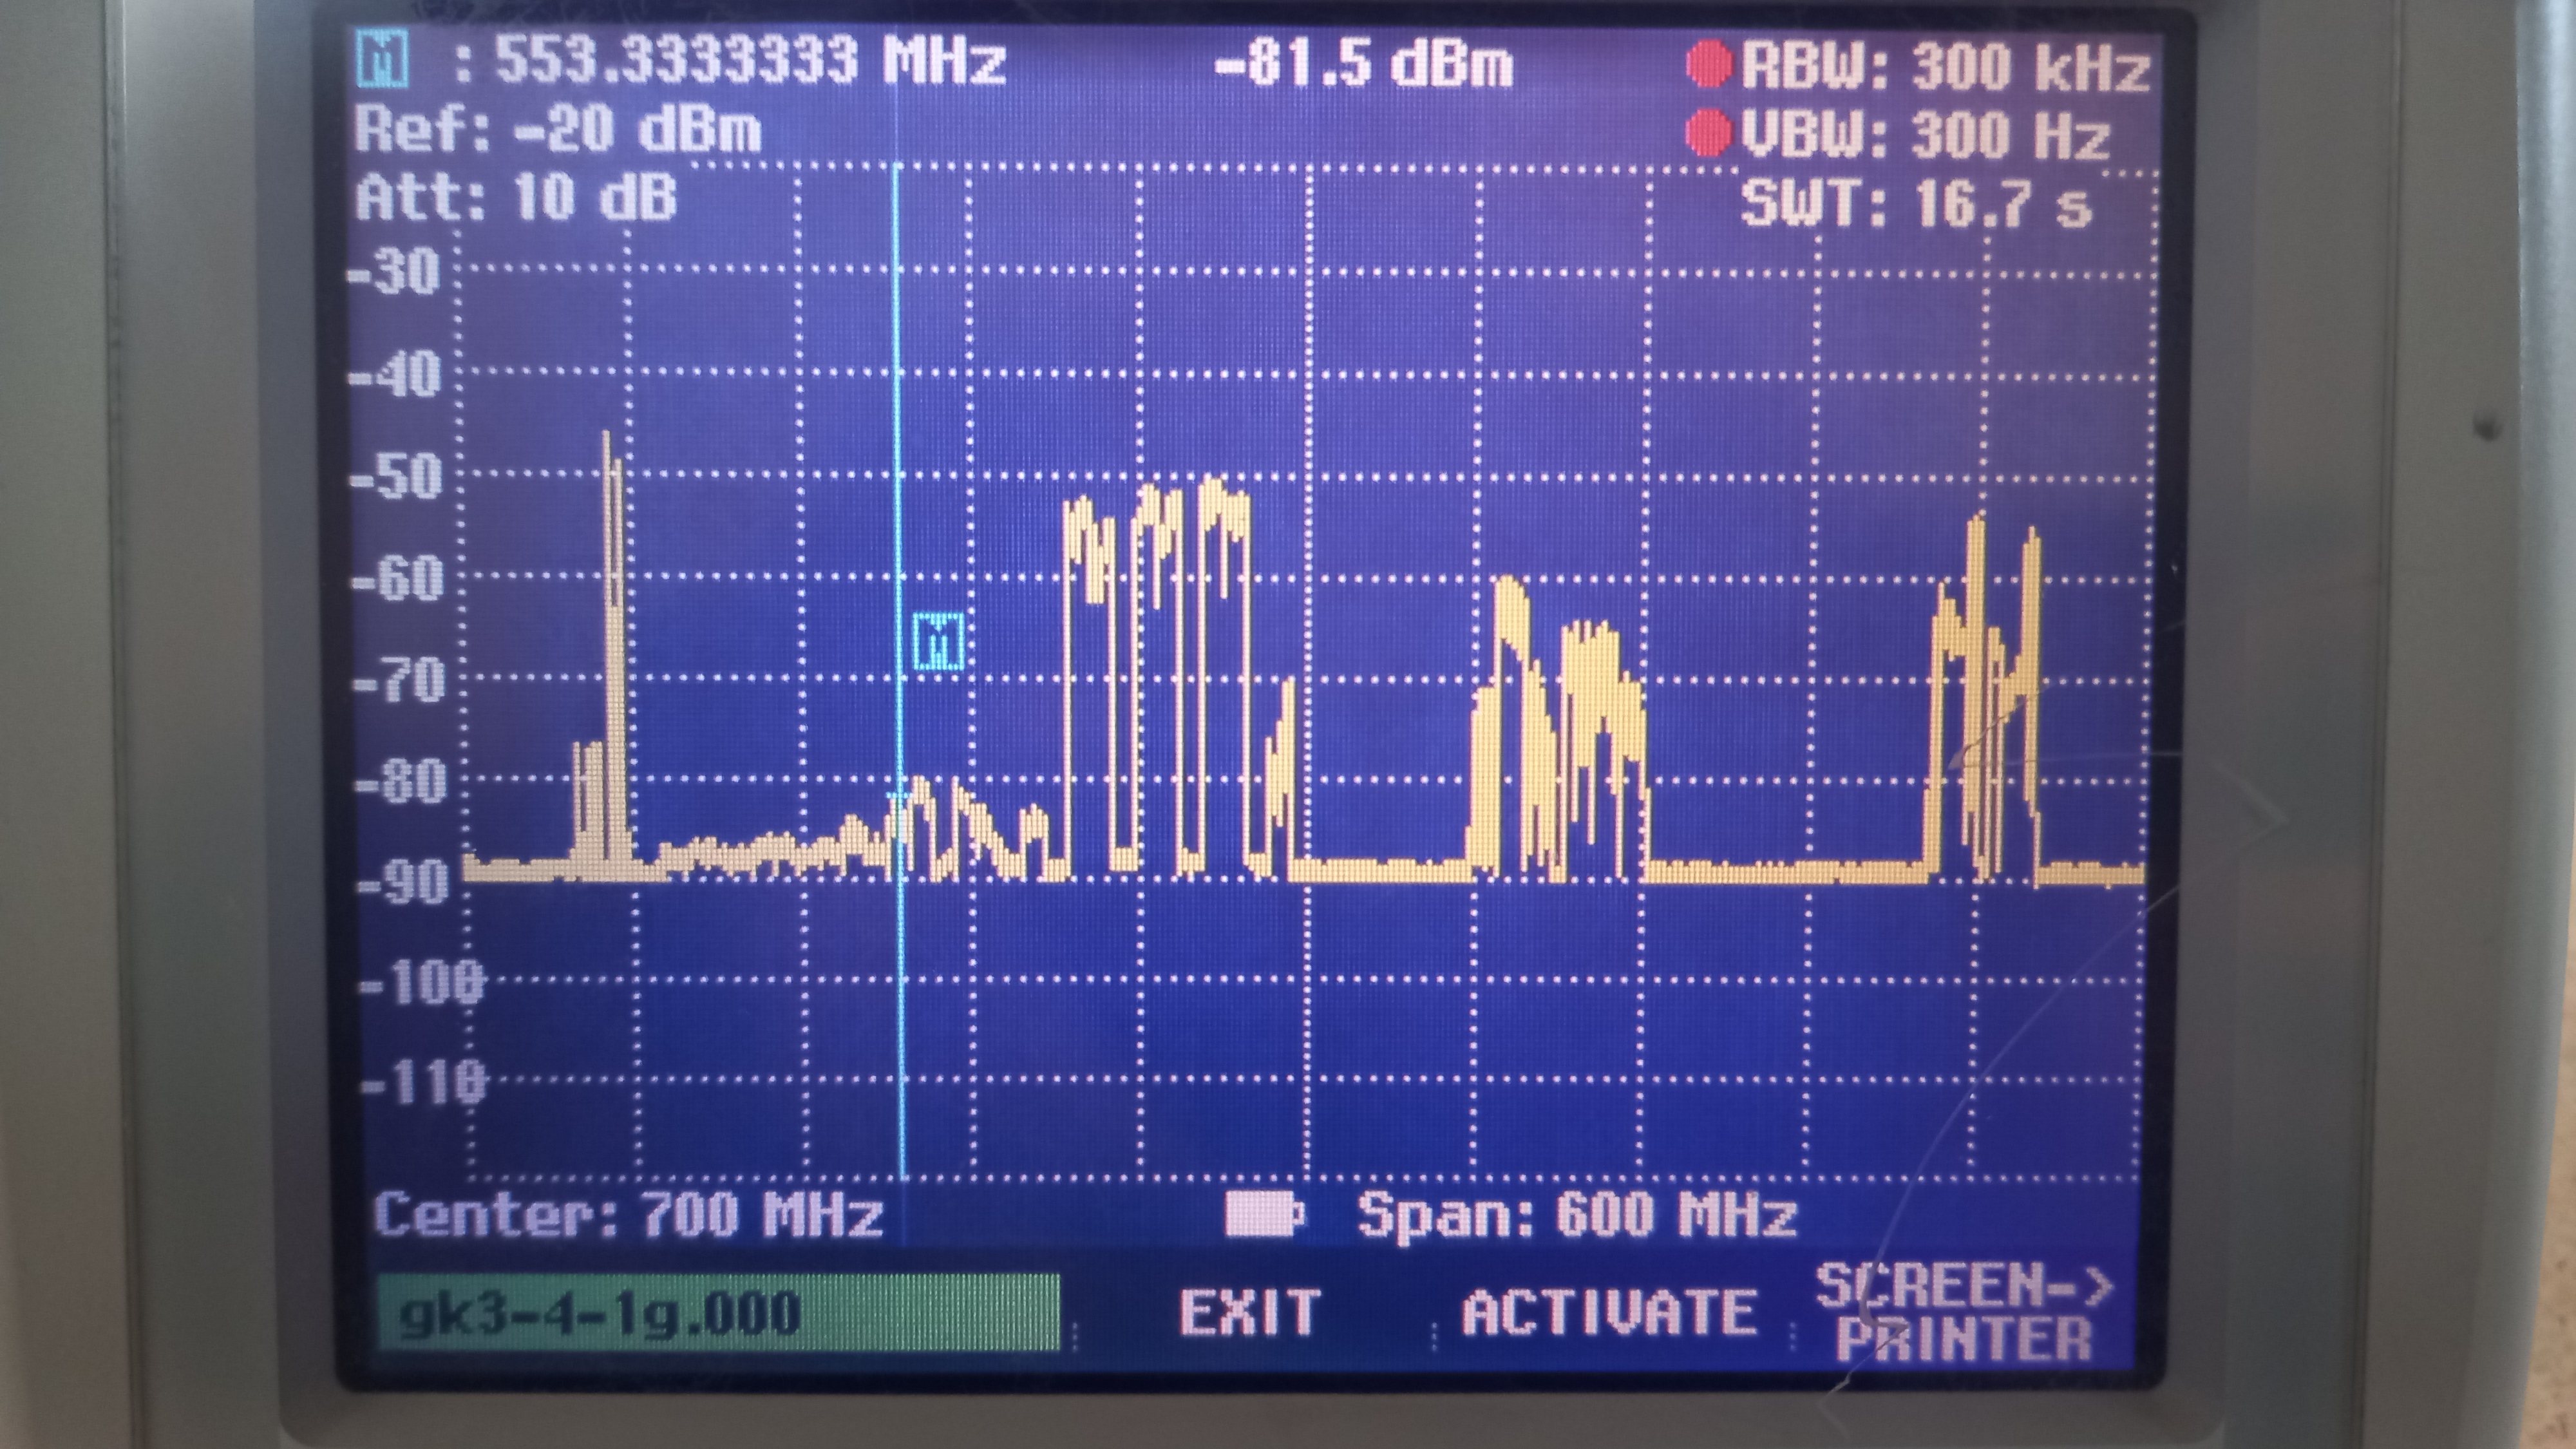 M : 553.3333333 MHz -81.5 dBm RBW: 300 kHz
Ref: -20 dBm VBW: 300 Hz
Att: 10 dB SWT: 16.7 s
-30
-40
-50
-60
M
-70
-80
-90
-100
-110
Center: 700 MHz Span: 600 MHz
gk3-4-1g.000 EXIT ACTIVATE SCREEN->
PRINTER